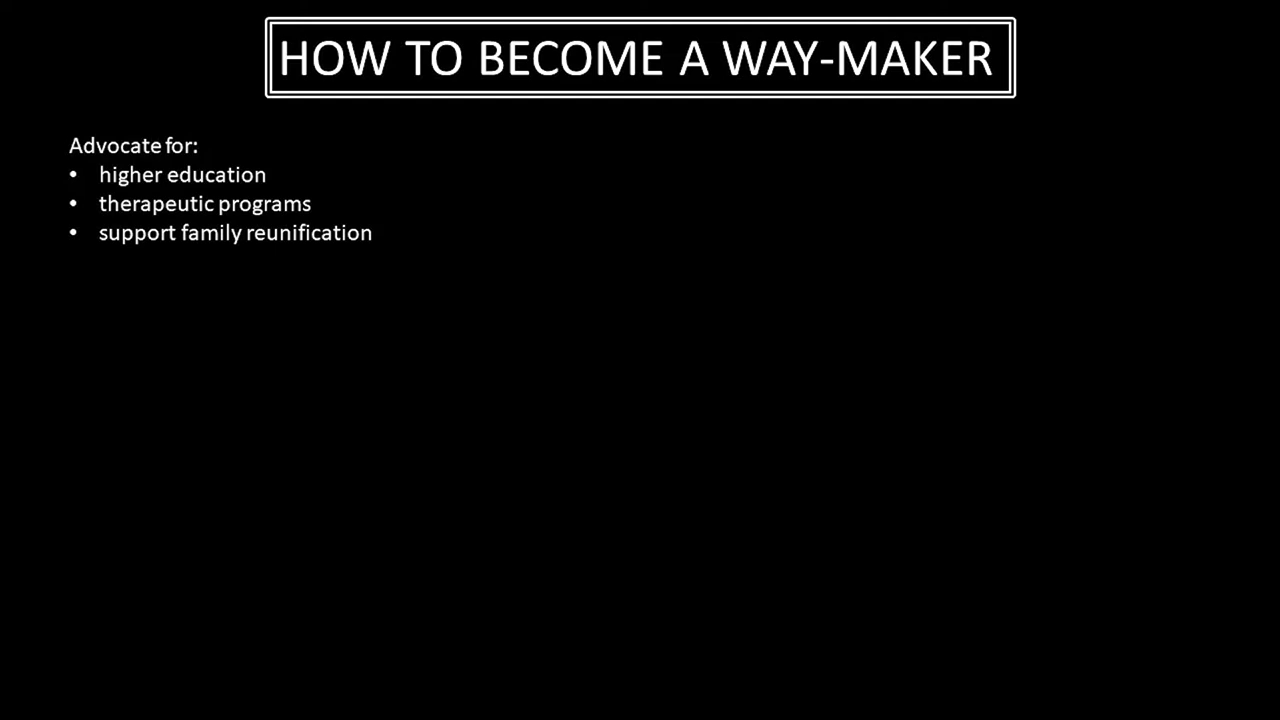 HOW TO BECOME A WAY-MAKER
Advocate for:
• higher education
• therapeutic programs
• support family reunification